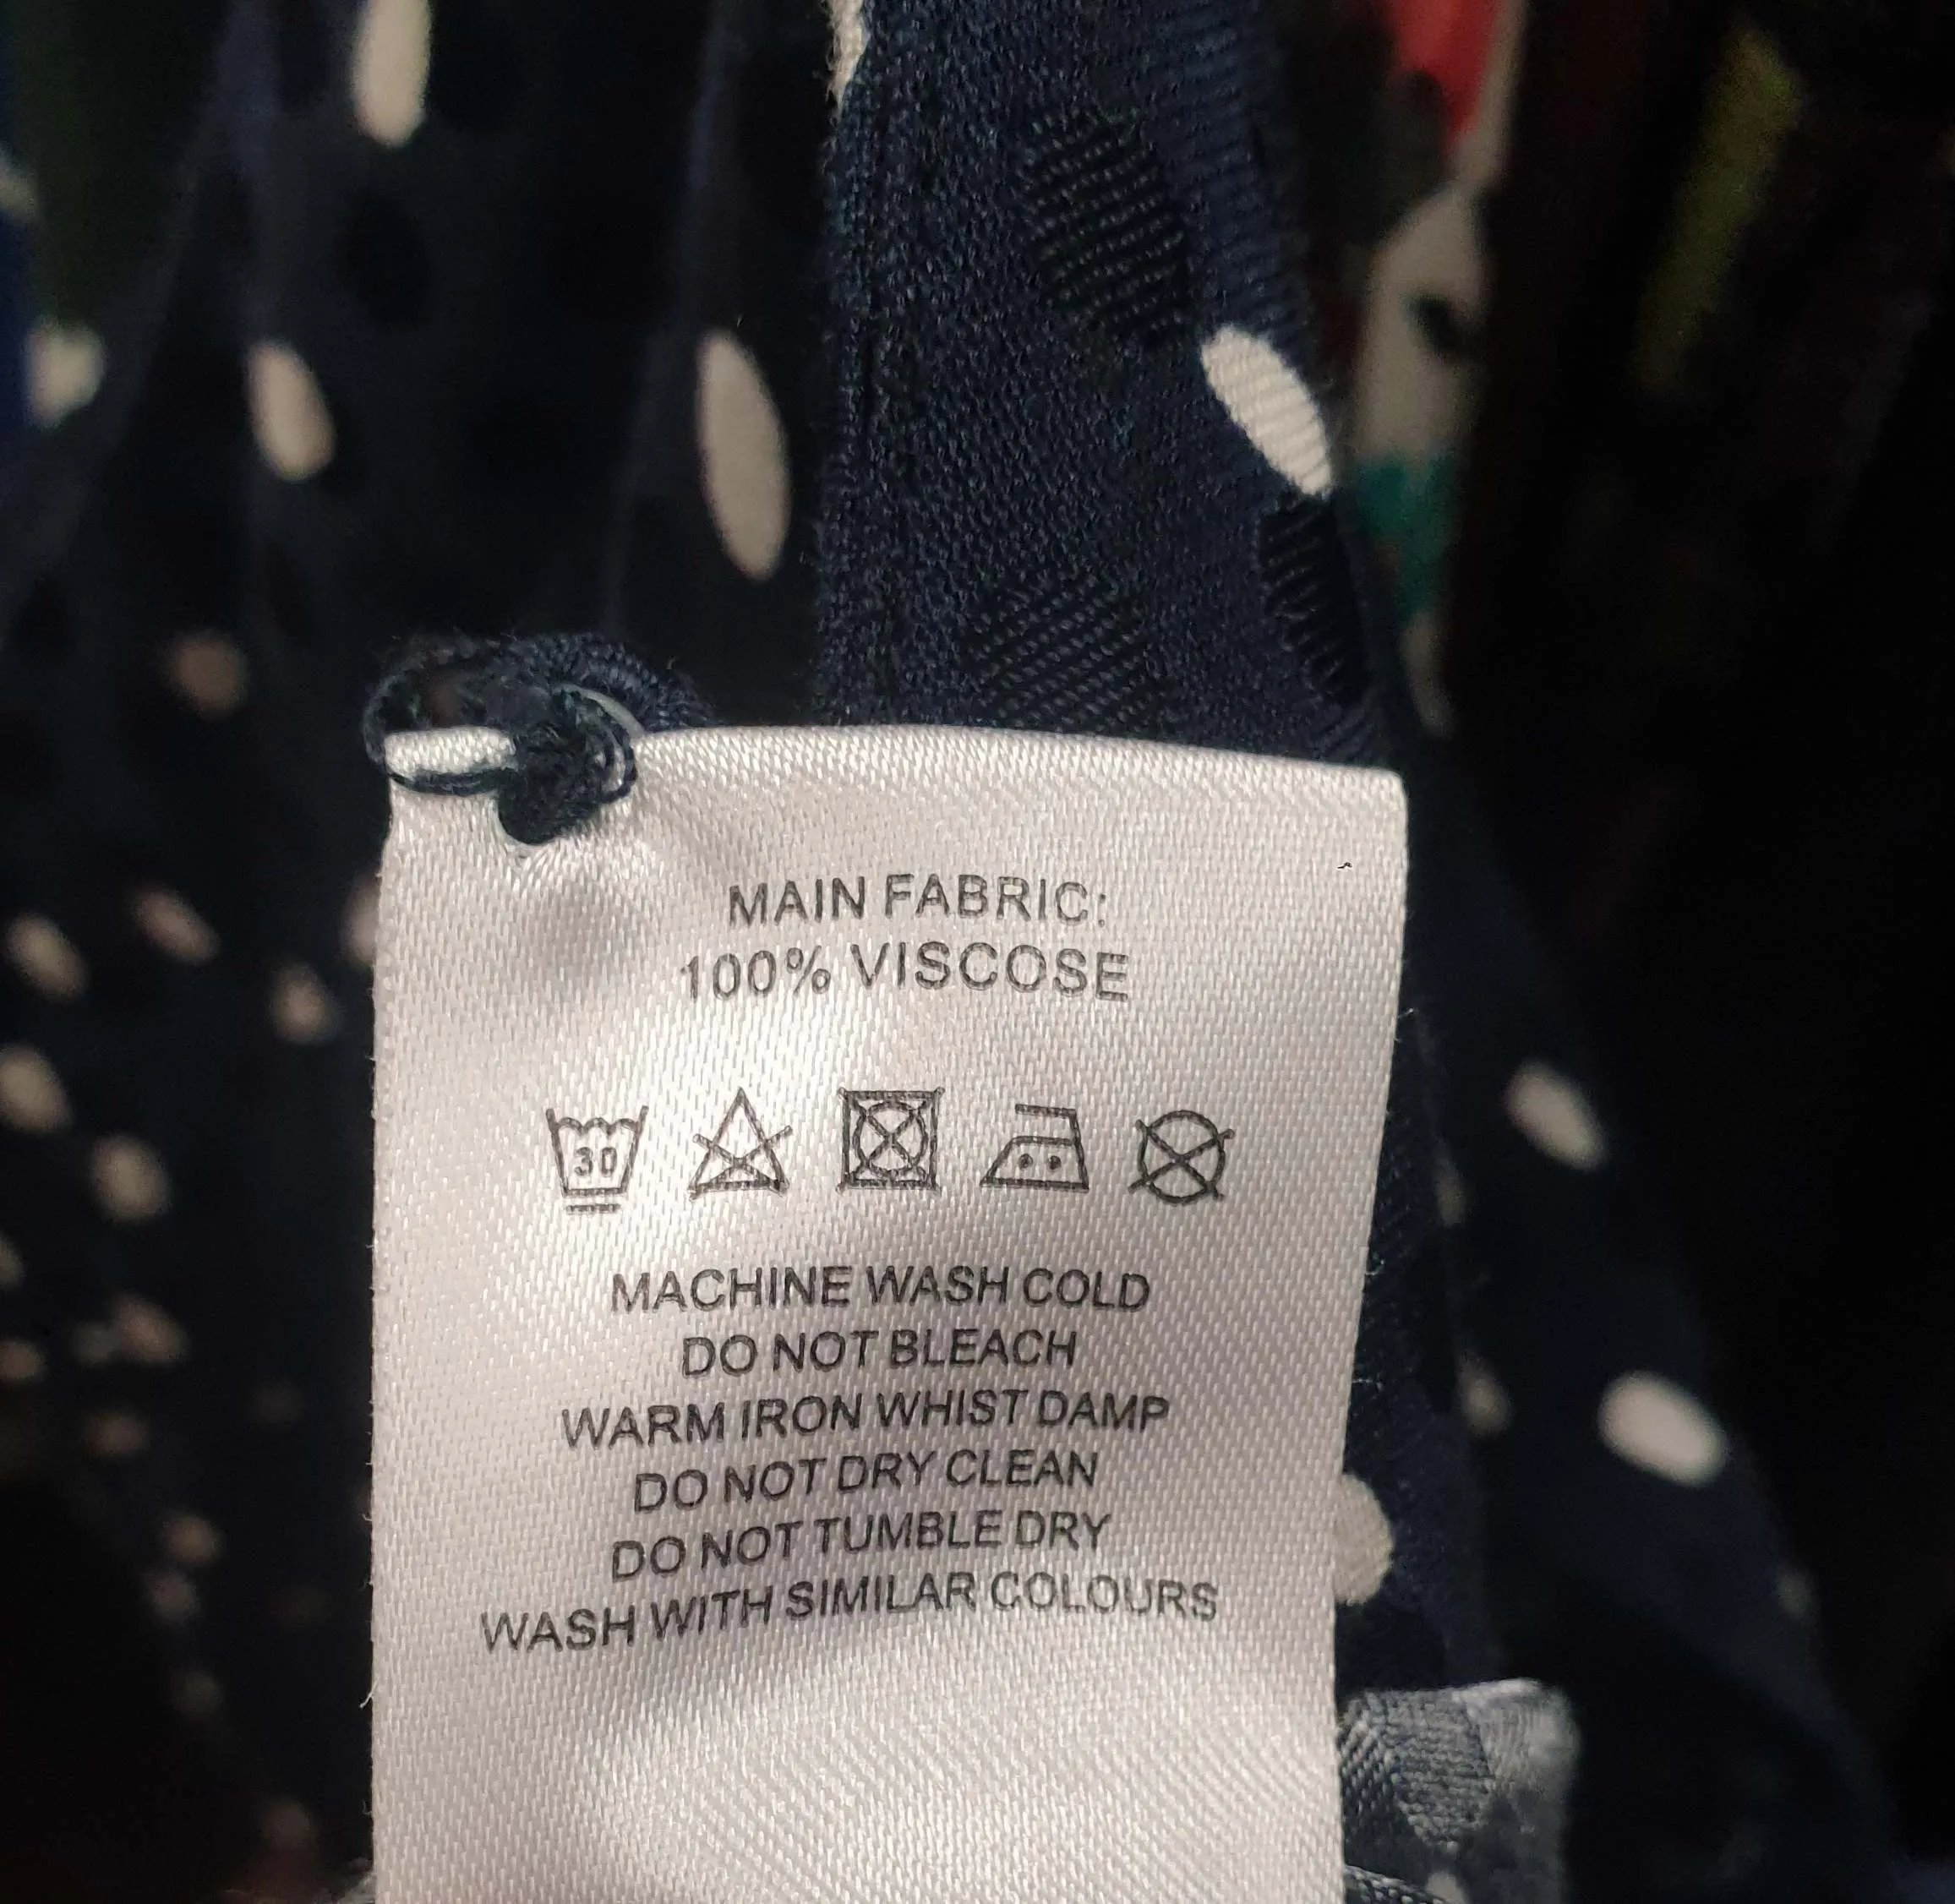 MAIN FABRIC:
100% VISCOSE
30
MACHINE WASH COLD
DO NOT BLEACH
WARM IRON WHIST DAMP
DO NOT DRY CLEAN
DO NOT TUMBLE DRY
WASH WITH SIMILAR COLOURS